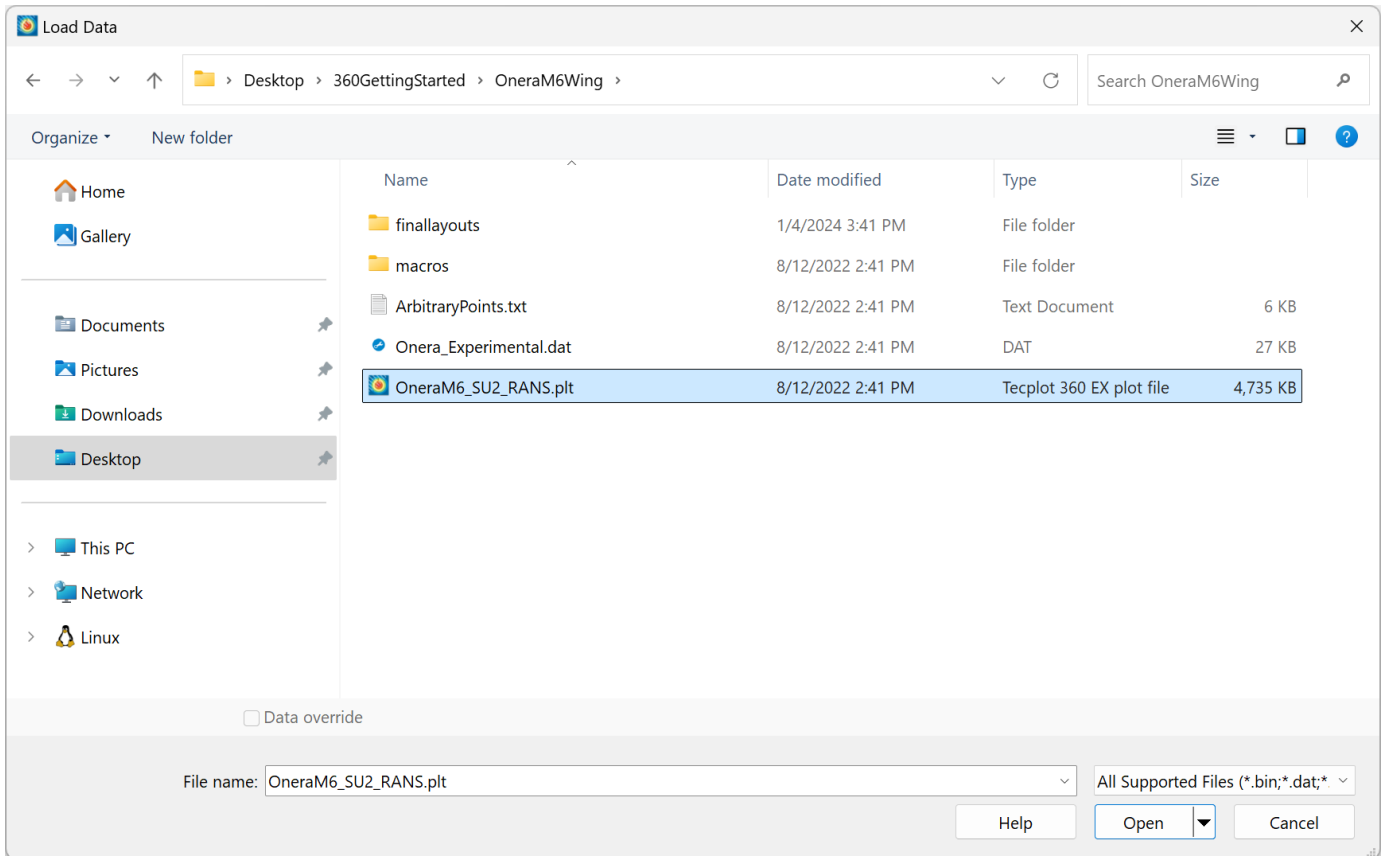 Load Data
Desktop › 360GettingStarted › OneraM6Wing ›
Search OneraM6Wing
Organize
New folder
?
Name Date modified Type Size
Home
Gallery
Documents
Pictures
Downloads
Desktop
This PC
Network
Linux
finallayouts 1/4/2024 3:41 PM File folder
macros 8/12/2022 2:41 PM File folder
ArbitraryPoints.txt 8/12/2022 2:41 PM Text Document 6 KB
Onera_Experimental.dat 8/12/2022 2:41 PM DAT 27 KB
OneraM6_SU2_RANS.plt 8/12/2022 2:41 PM Tecplot 360 EX plot file 4,735 KB
Data override
File name: OneraM6_SU2_RANS.plt
All Supported Files (*.bin;*.dat;*.
Help
Open
Cancel